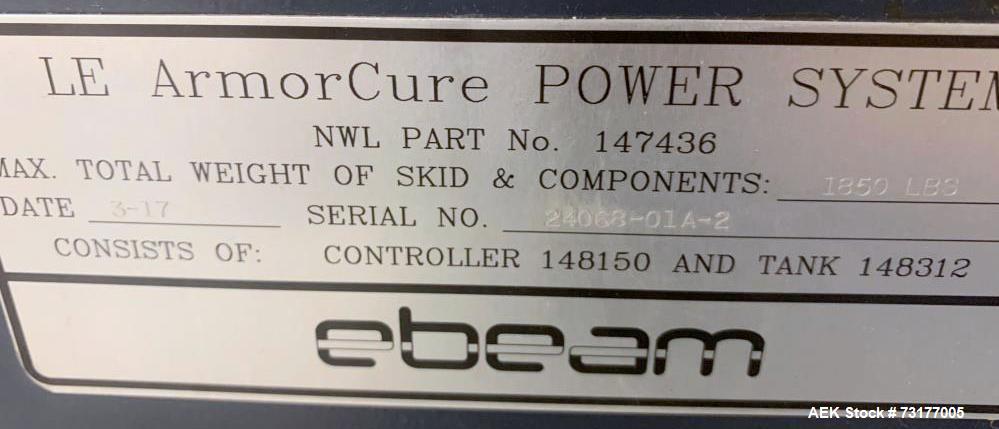 LE ArmorCure POWER SYSTEM
NWL PART No. 147436
MAX. TOTAL WEIGHT OF SKID & COMPONENTS: 1850 LBS
DATE 3-17 SERIAL NO. 24068-01A-2
CONSISTS OF: CONTROLLER 148150 AND TANK 148312
ebeam
AEK Stock # 73177005